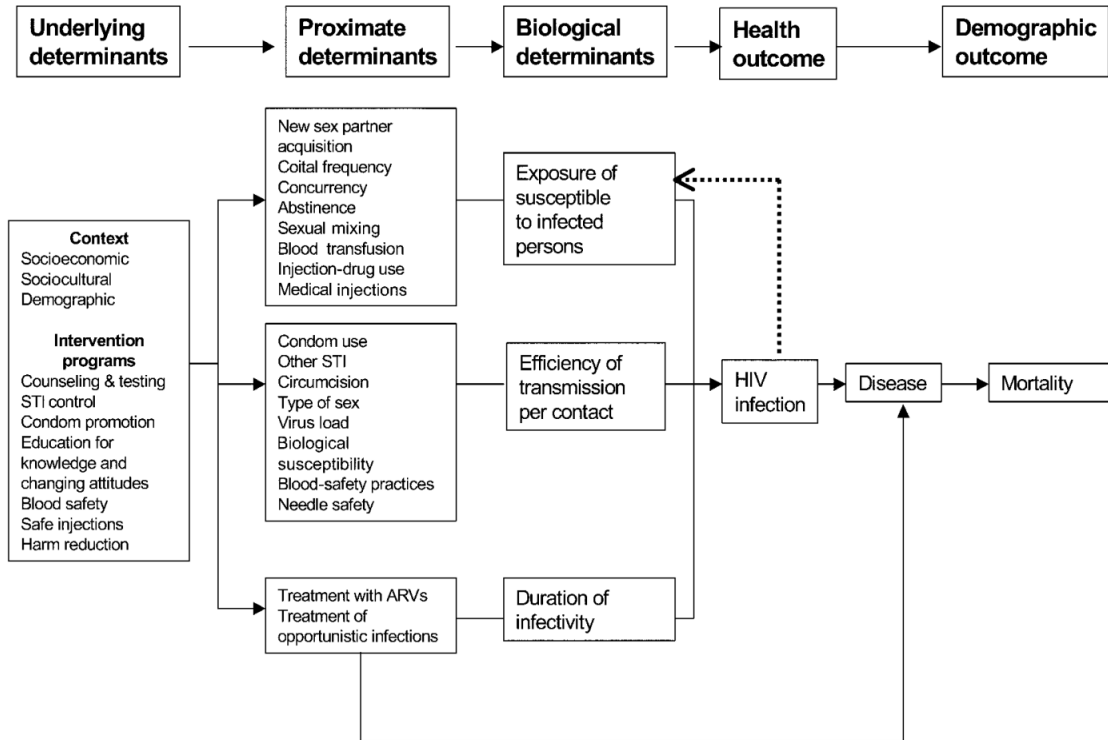 Underlying
determinants
Proximate
determinants
Biological
determinants
Health
outcome
Demographic
outcome
Context
Socioeconomic
Sociocultural
Demographic
Intervention
programs
Counseling & testing
STI control
Condom promotion
Education for
knowledge and
changing attitudes
Blood safety
Safe injections
Harm reduction
New sex partner
acquisition
Coital frequency
Concurrency
Abstinence
Sexual mixing
Blood transfusion
Injection-drug use
Medical injections
Condom use
Other STI
Circumcision
Type of sex
Virus load
Biological
susceptibility
Blood-safety practices
Needle safety
Treatment with ARVs
Treatment of
opportunistic infections
Exposure of
susceptible
to infected
persons
Efficiency of
transmission
per contact
Duration of
infectivity
HIV
infection
Disease
Mortality